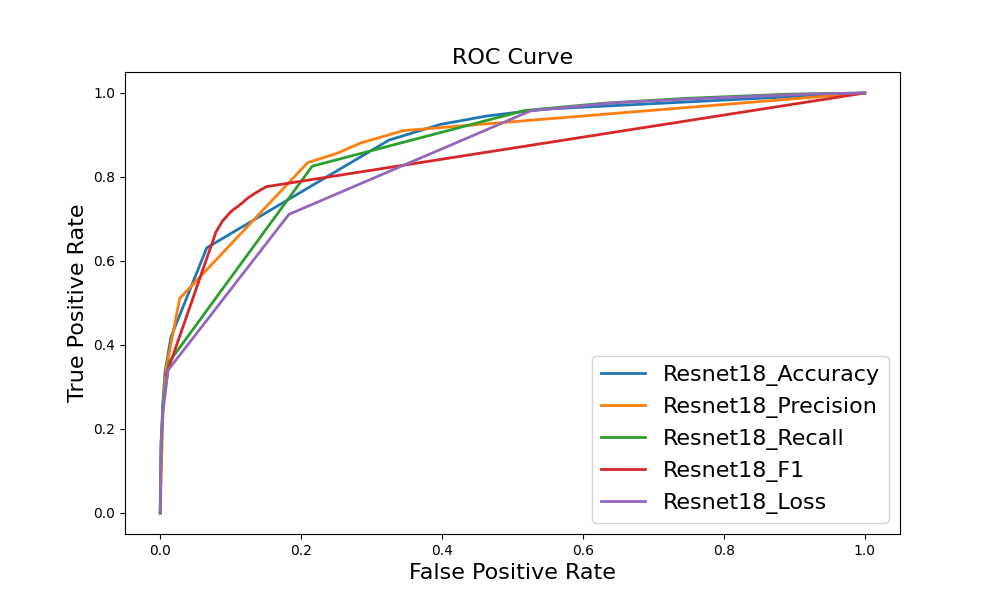 ROC Curve
True Positive Rate
1.0
0.8
0.6
0.4
0.2
0.0
Resnet18_Accuracy
Resnet18_Precision
Resnet18_Recall
Resnet18_F1
Resnet18_Loss
0.0 0.2 0.4 0.6 0.8 1.0
False Positive Rate